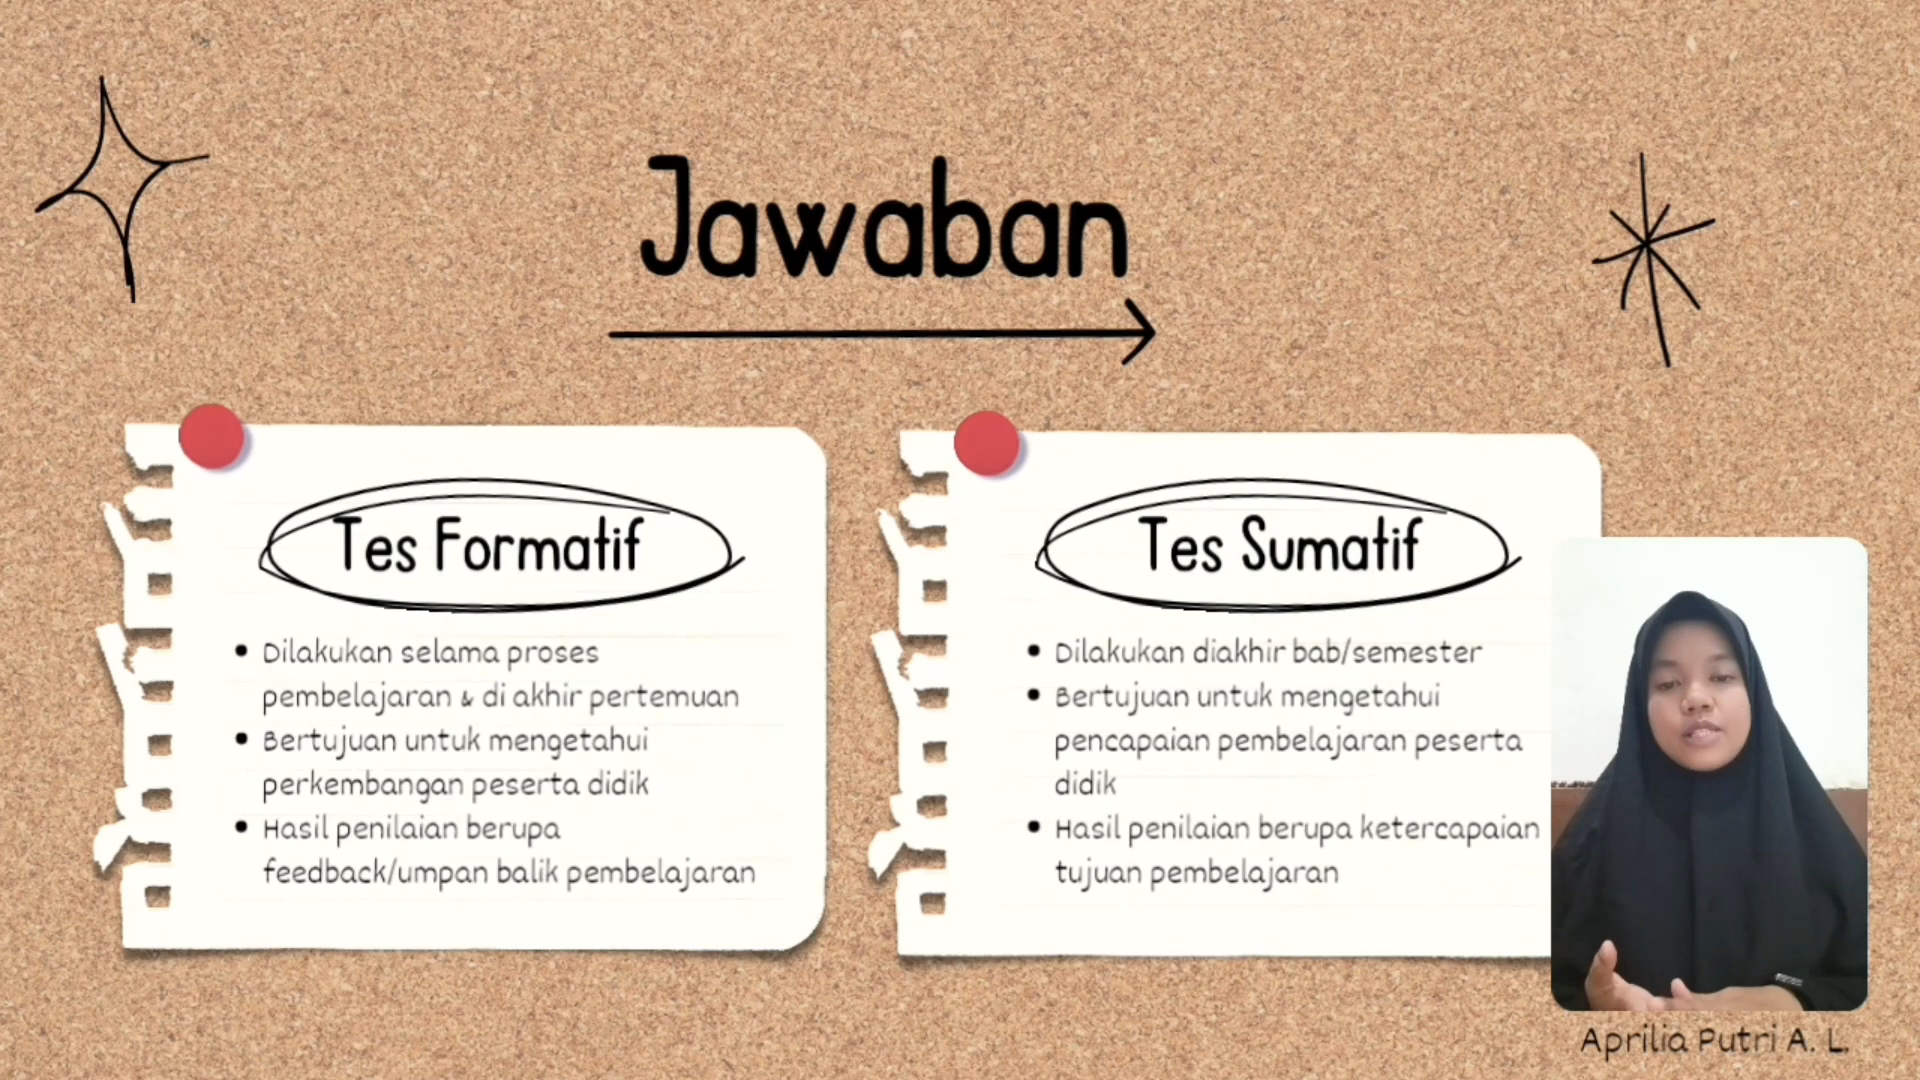 Jawaban
Tes Formatif
Dilakukan selama proses
pembelajaran & di akhir pertemuan
Bertujuan untuk mengetahui
perkembangan peserta didik
Hasil penilaian berupa
feedback/umpan balik pembelajaran
Tes Sumatif
Dilakukan diakhir bab/semester
Bertujuan untuk mengetahui
pencapaian pembelajaran peserta
didik
Hasil penilaian berupa ketercapaian
tujuan pembelajaran
Aprilia Putri A. L.